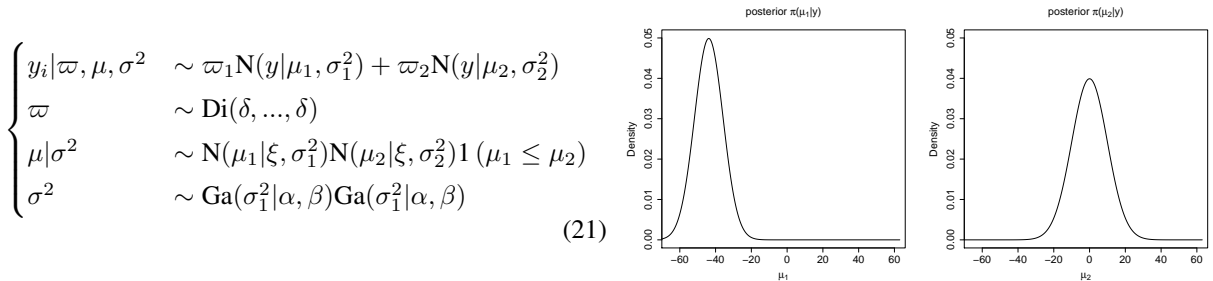 y_i|ϖ, μ, σ² ∼ ϖ₁N(y|μ₁, σ₁²) + ϖ₂N(y|μ₂, σ₂²)
ϖ ∼ Di(δ, ..., δ)
μ|σ² ∼ N(μ₁|ξ, σ₁²)N(μ₂|ξ, σ₂²)1 (μ₁ ≤ μ₂)
σ² ∼ Ga(σ₁²|α, β)Ga(σ₁²|α, β)
(21)
posterior π(μ₁|y)
Density
0.00 0.01 0.02 0.03 0.04 0.05
−60 −40 −20 0 20 40 60
μ₁
posterior π(μ₂|y)
Density
0.00 0.01 0.02 0.03 0.04 0.05
−60 −40 −20 0 20 40 60
μ₂